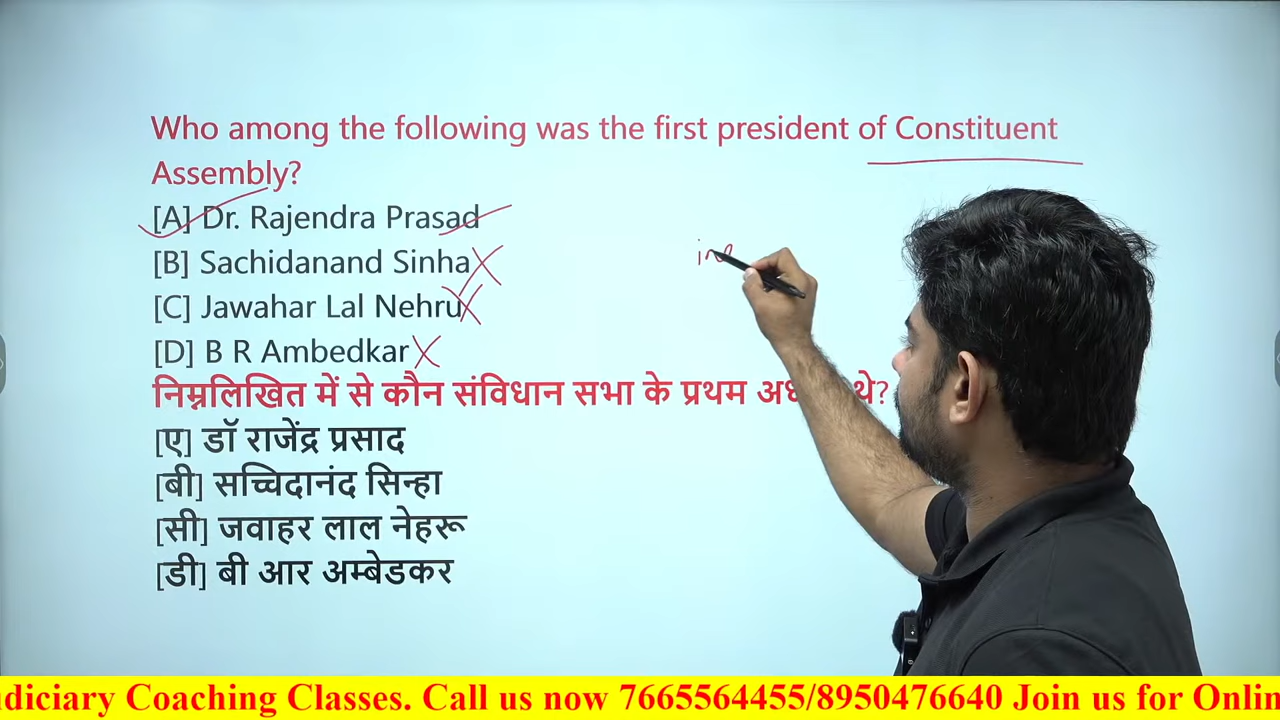 Who among the following was the first president of Constituent
Assembly?
[A] Dr. Rajendra Prasad
[B] Sachidanand Sinha
[C] Jawahar Lal Nehru
[D] B R Ambedkar
निम्नलिखित में से कौन संविधान सभा के प्रथम थे?
[ए] डॉ राजेंद्र प्रसाद
[बी] सच्चिदानंद सिन्हा
[सी] जवाहर लाल नेहरू
[डी] बी आर अम्बेडकर
udiciary Coaching Classes. Call us now 7665564455/8950476640 Join us for Onlin